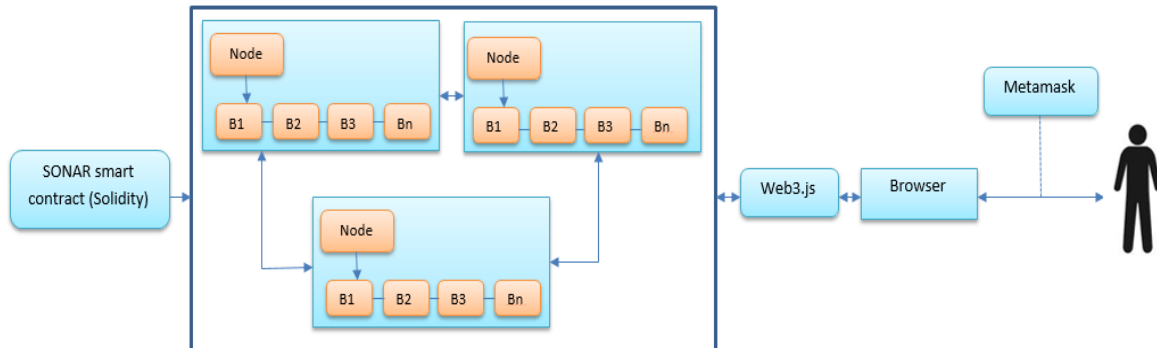 Node
B1
B2
B3
Bn
Node
B1
B2
B3
Bn
SONAR smart
contract (Solidity)
Node
B1
B2
B3
Bn
Web3.js
Browser
Metamask